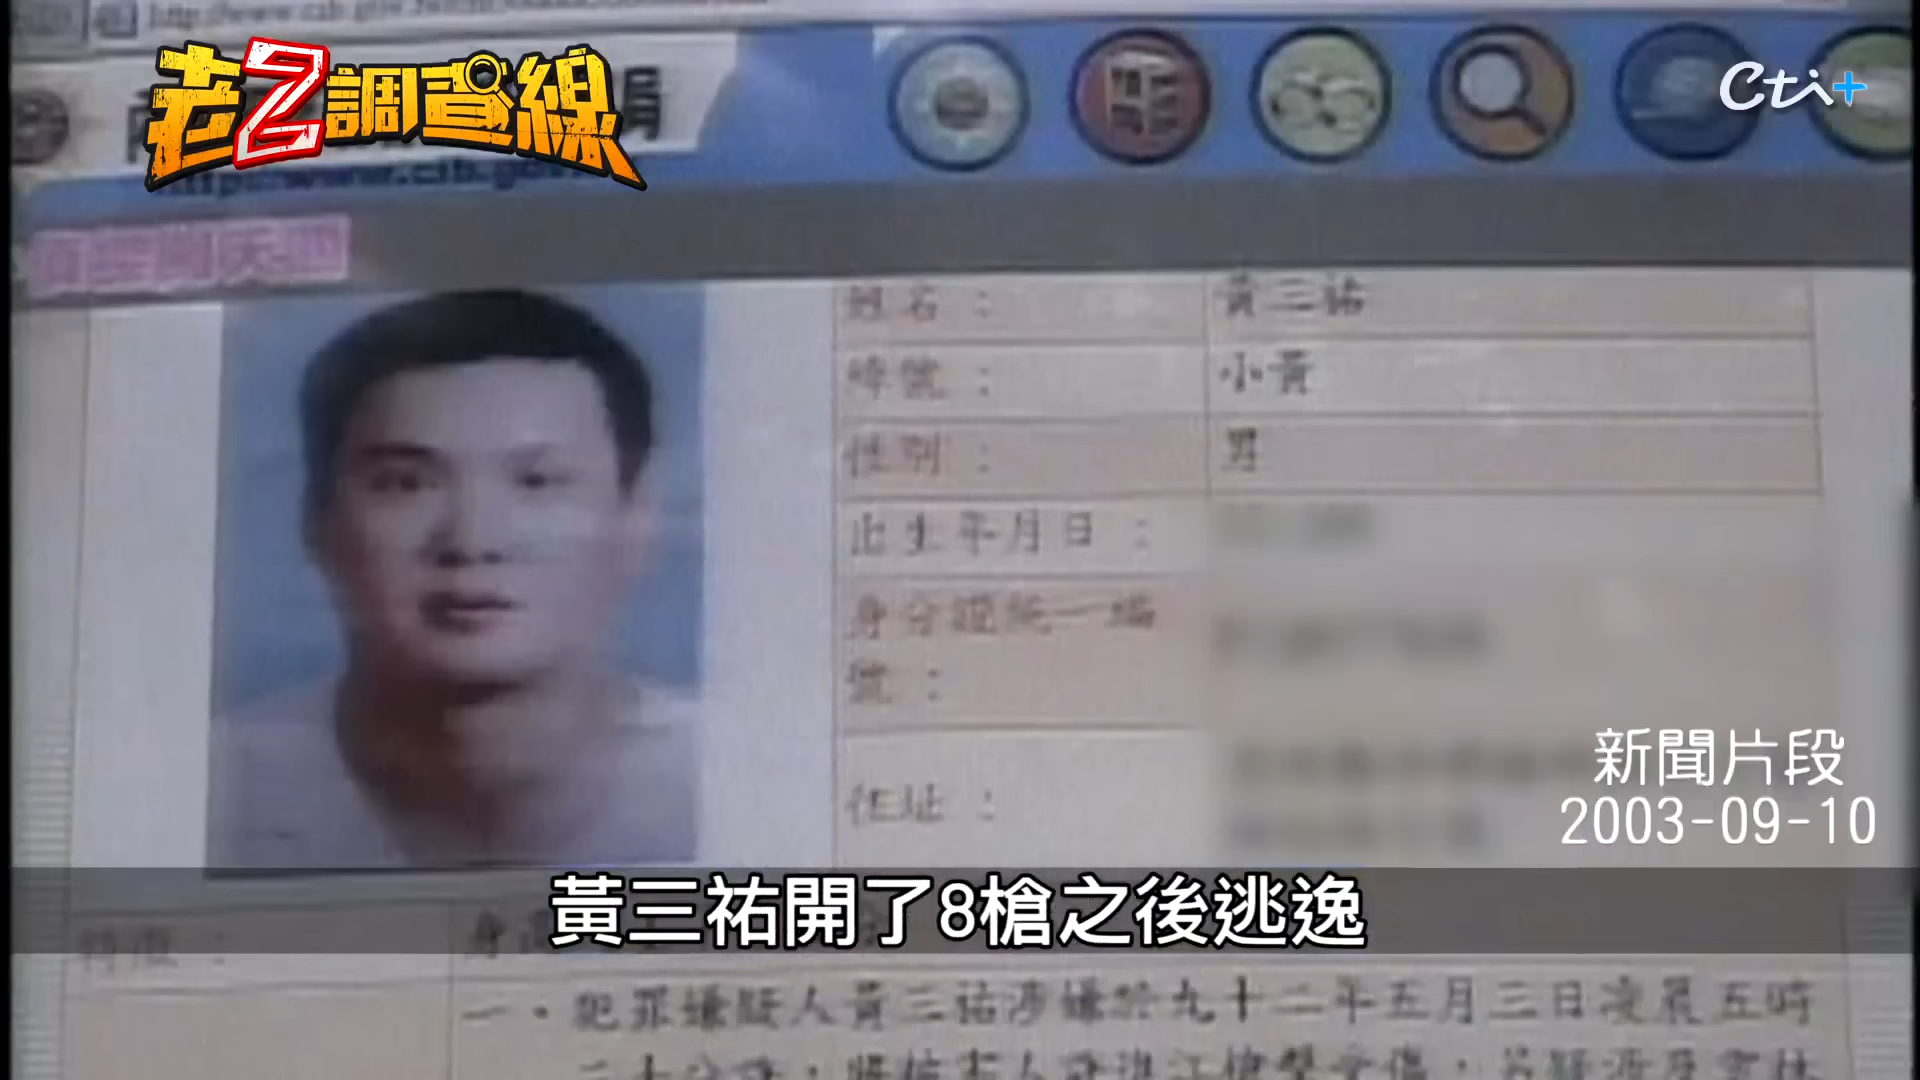 老Z調查線
Cti+
姓名 : 黃三祐
綽號 : 小黃
性別 : 男
出生年月日 :
身分證統一編
號 :
住址 :
新聞片段
2003-09-10
黃三祐開了8槍之後逃逸
特徵 :
一、犯罪嫌疑人黃三祐涉嫌於九十二年五月三日凌晨五時